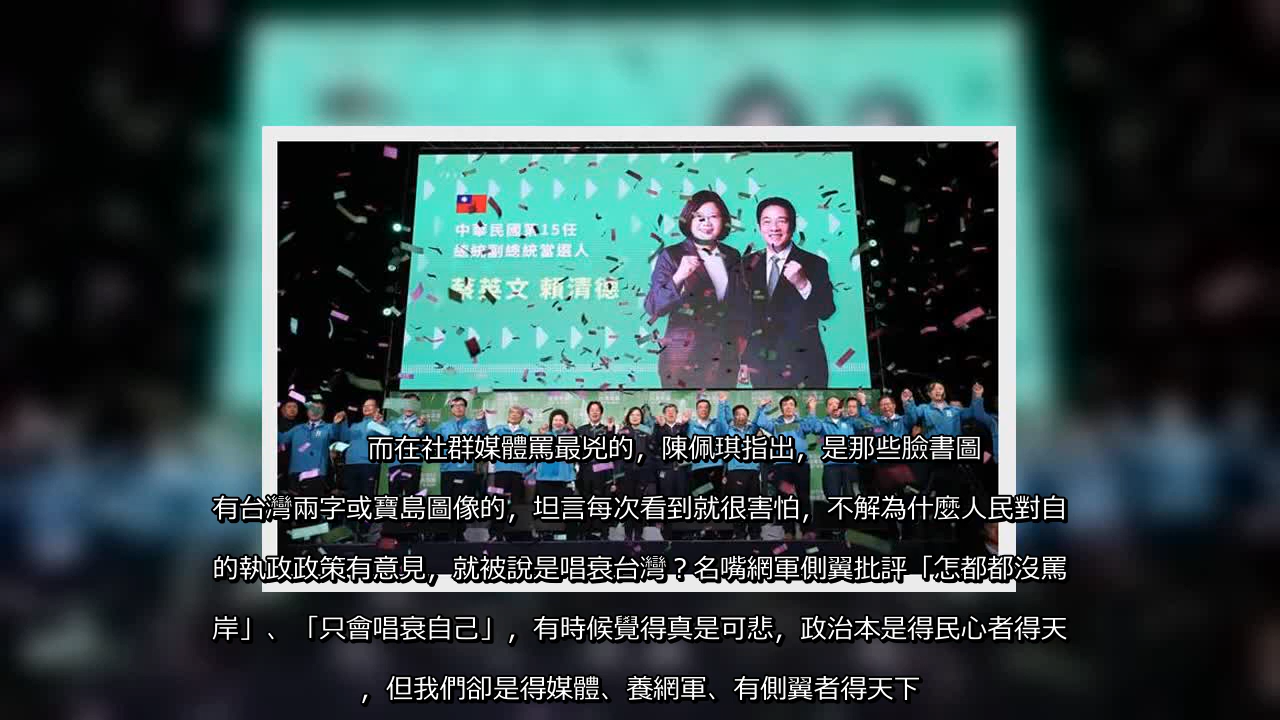 中華民國第15任
總統副總統當選人
蔡英文 賴清德
而在社群媒體罵最兇的，陳佩琪指出，是那些臉書圖
有台灣兩字或寶島圖像的，坦言每次看到就很害怕，不解為什麼人民對自
的執政政策有意見，就被說是唱衰台灣？名嘴網軍側翼批評「怎都都沒罵
岸」、「只會唱衰自己」，有時候覺得真是可悲，政治本是得民心者得天
，但我們卻是得媒體、養網軍、有側翼者得天下